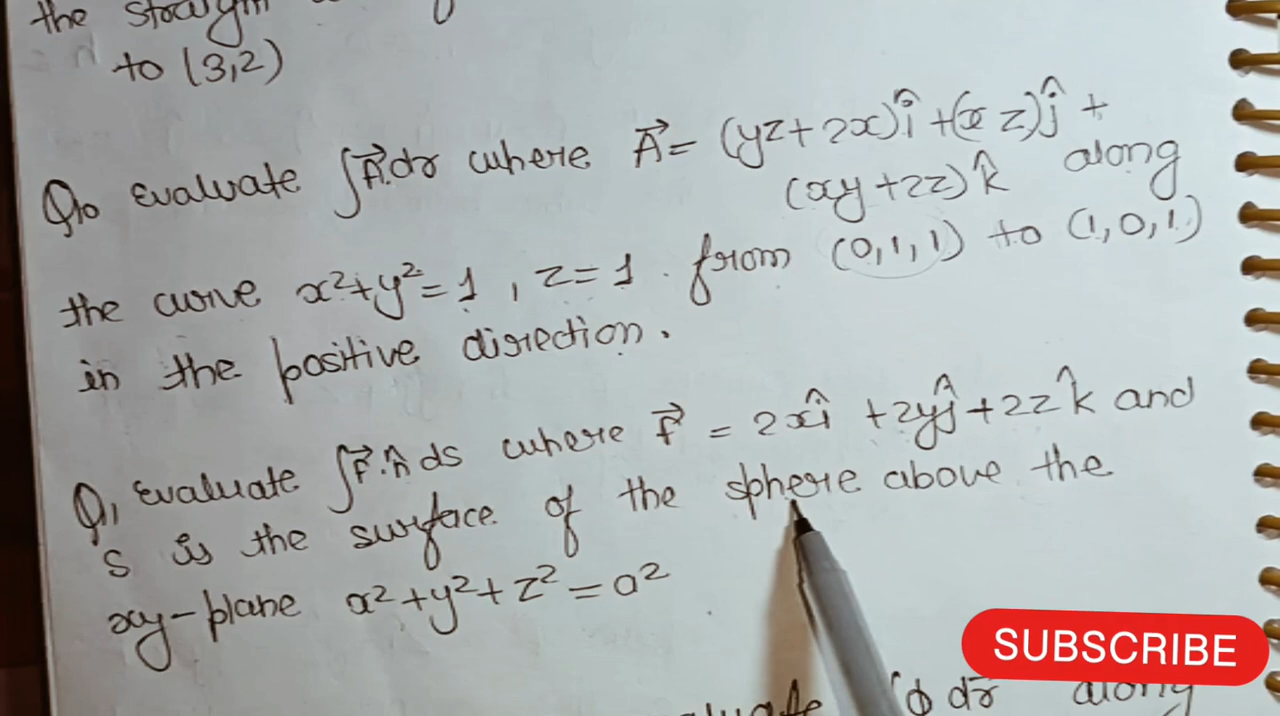 the
to (3,2)
Q10 Evaluate ∫A⃗.dr where A⃗ = (yz+2x)î +(x z)ĵ +
(xy+2z)k̂ along
the curve x²+y²=1 , z=1 . from (0,1,1) to (1,0,1)
in the positive direction.
Q11 Evaluate ∫F⃗.n̂ ds where F⃗ = 2xî +2yĵ +2zk̂ and
S is the surface of the sphere above the
xy-plane x²+y²+z²=a²
ϕ dr̄ along
SUBSCRIBE